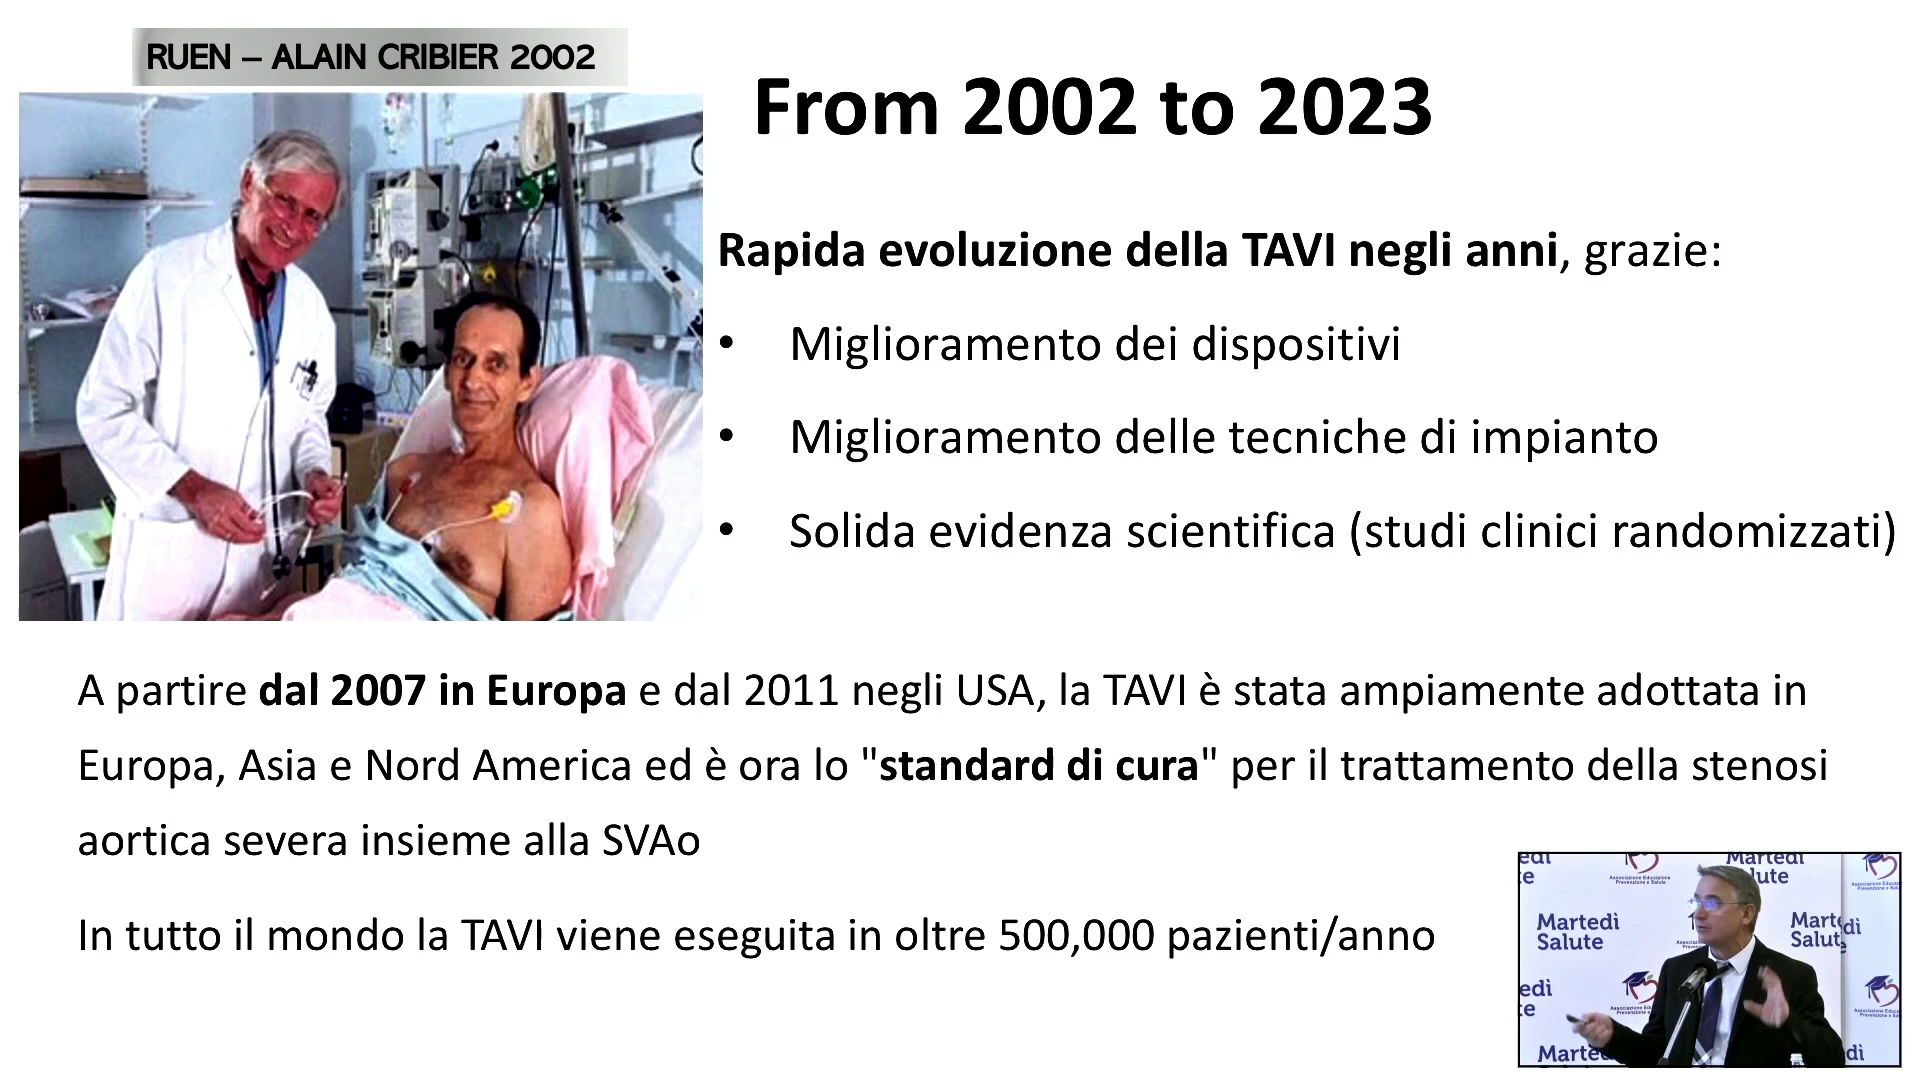 RUEN – ALAIN CRIBIER 2002
From 2002 to 2023
Rapida evoluzione della TAVI negli anni, grazie:
• Miglioramento dei dispositivi
• Miglioramento delle tecniche di impianto
• Solida evidenza scientifica (studi clinici randomizzati)
A partire dal 2007 in Europa e dal 2011 negli USA, la TAVI è stata ampiamente adottata in
Europa, Asia e Nord America ed è ora lo "standard di cura" per il trattamento della stenosi
aortica severa insieme alla SVAo
In tutto il mondo la TAVI viene eseguita in oltre 500,000 pazienti/anno
Martedì
Salute
Associazione Educazione
Prevenzione e Salute